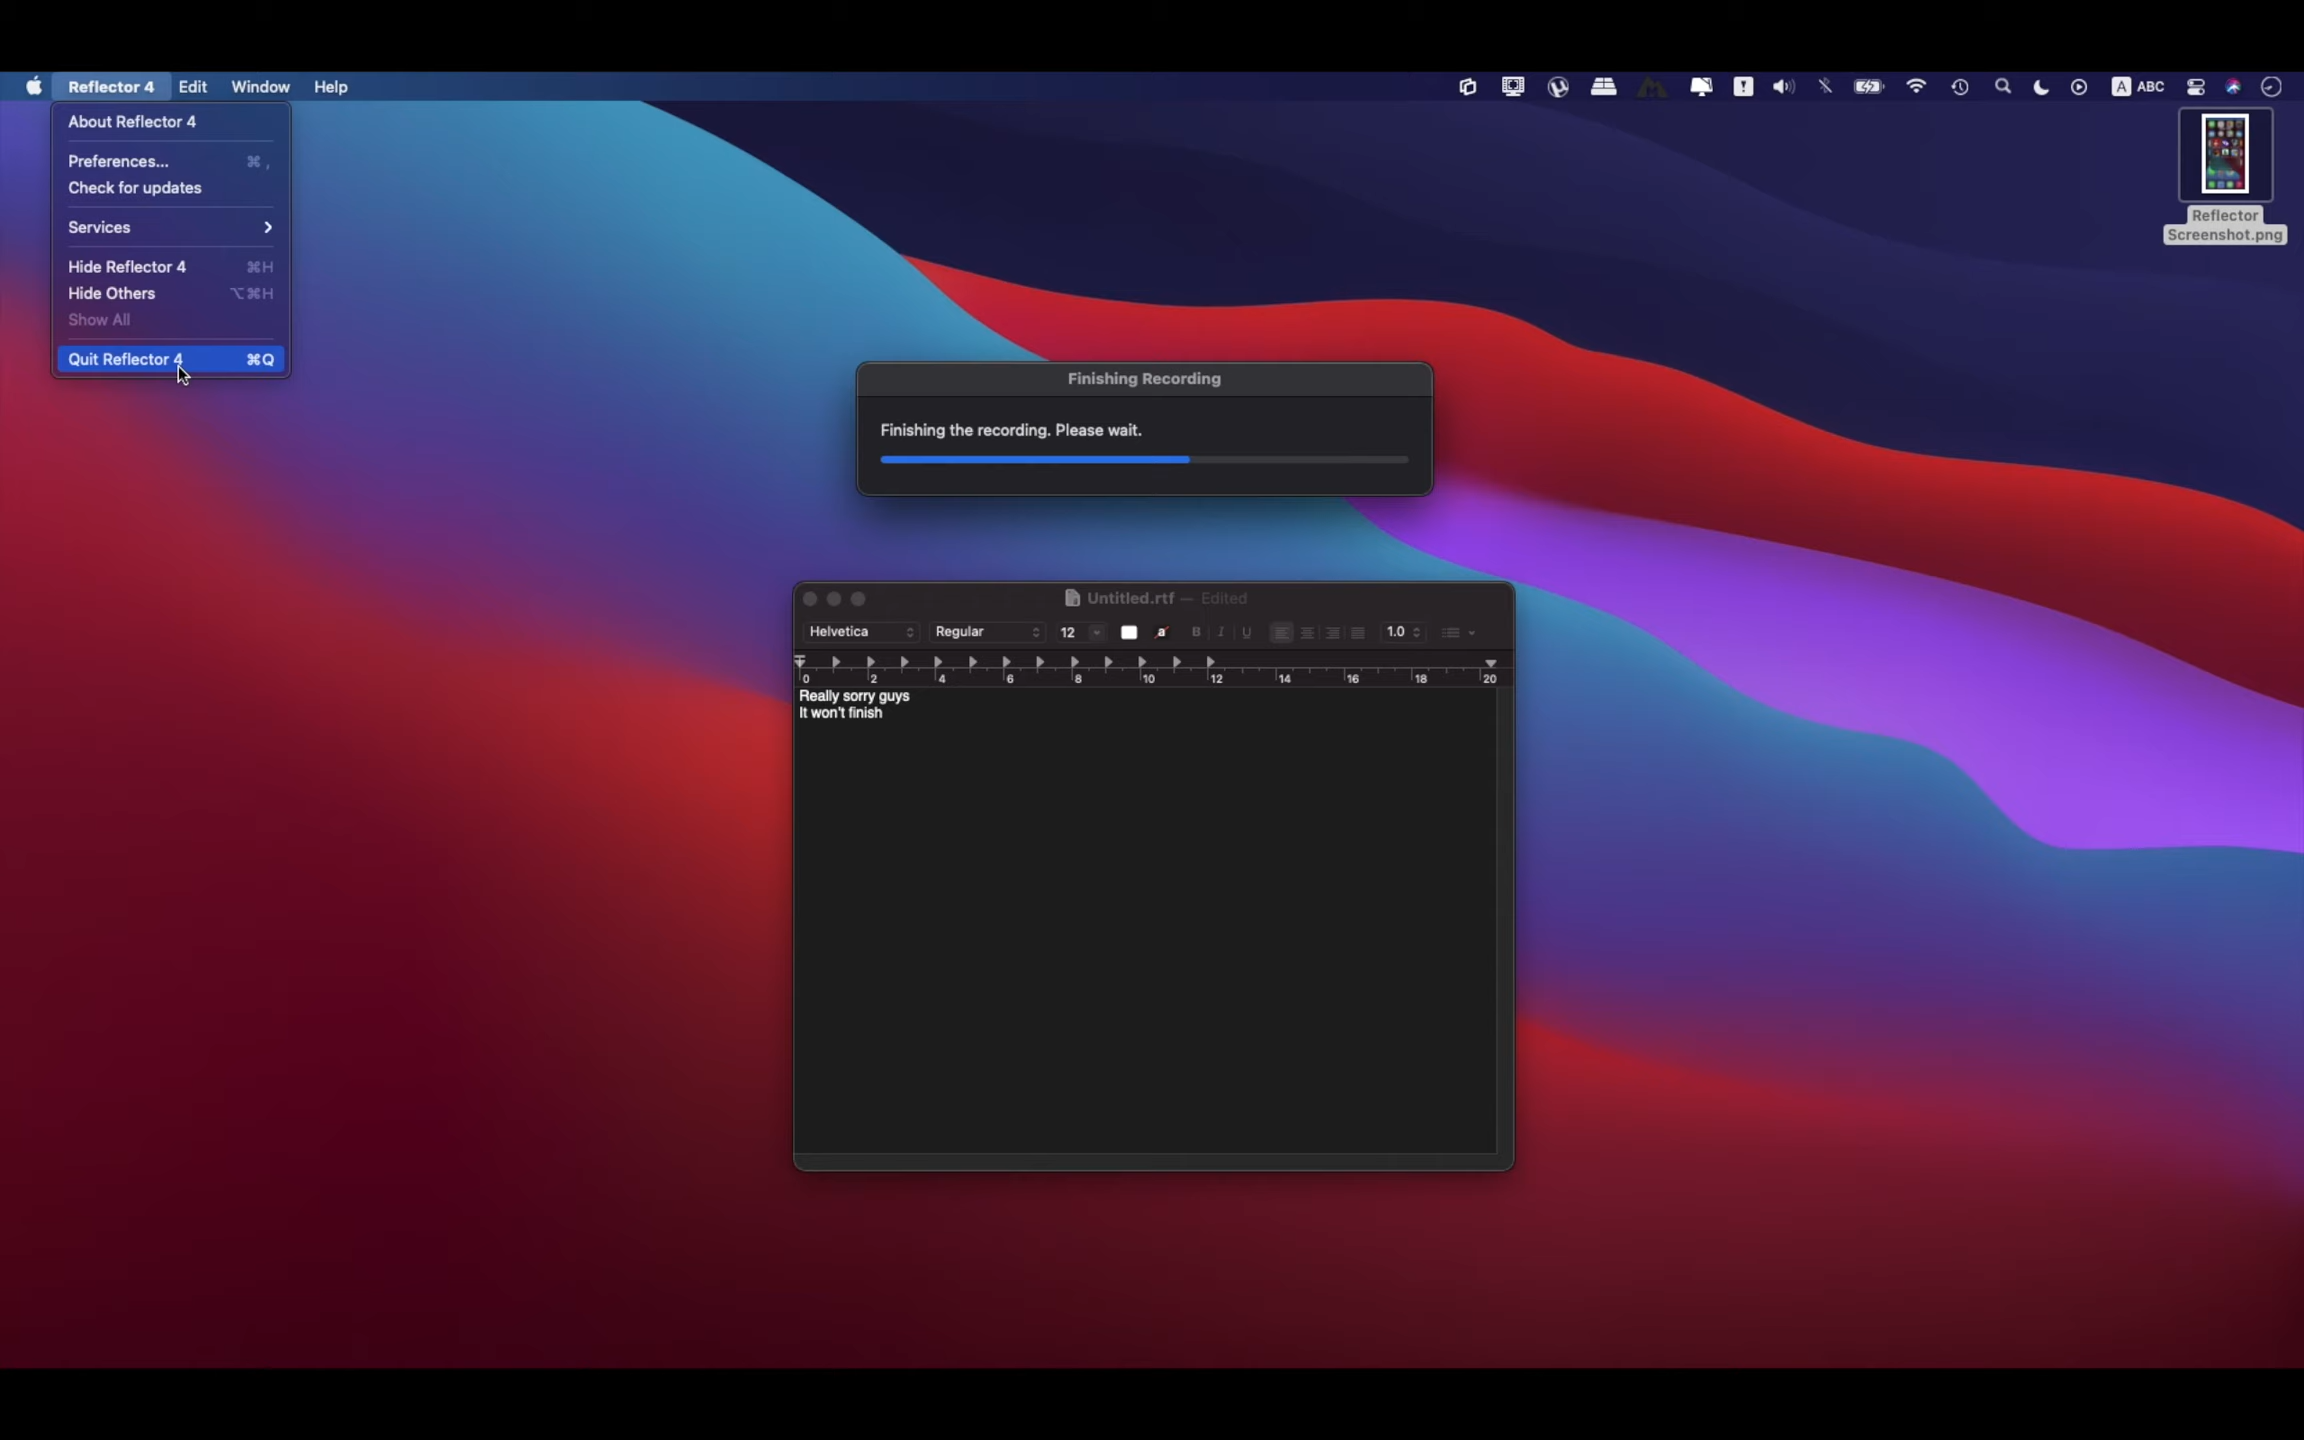 Reflector 4 Edit Window Help A ABC
About Reflector 4
Preferences... ⌘ ,
Check for updates
Services
Hide Reflector 4 ⌘H
Hide Others ⌥⌘H
Show All
Quit Reflector 4 ⌘Q
Reflector
Screenshot.png
Finishing Recording
Finishing the recording. Please wait.
Untitled.rtf — Edited
Helvetica Regular 12 a B I U 1.0
0 2 4 6 8 10 12 14 16 18 20
Really sorry guys
It won't finish